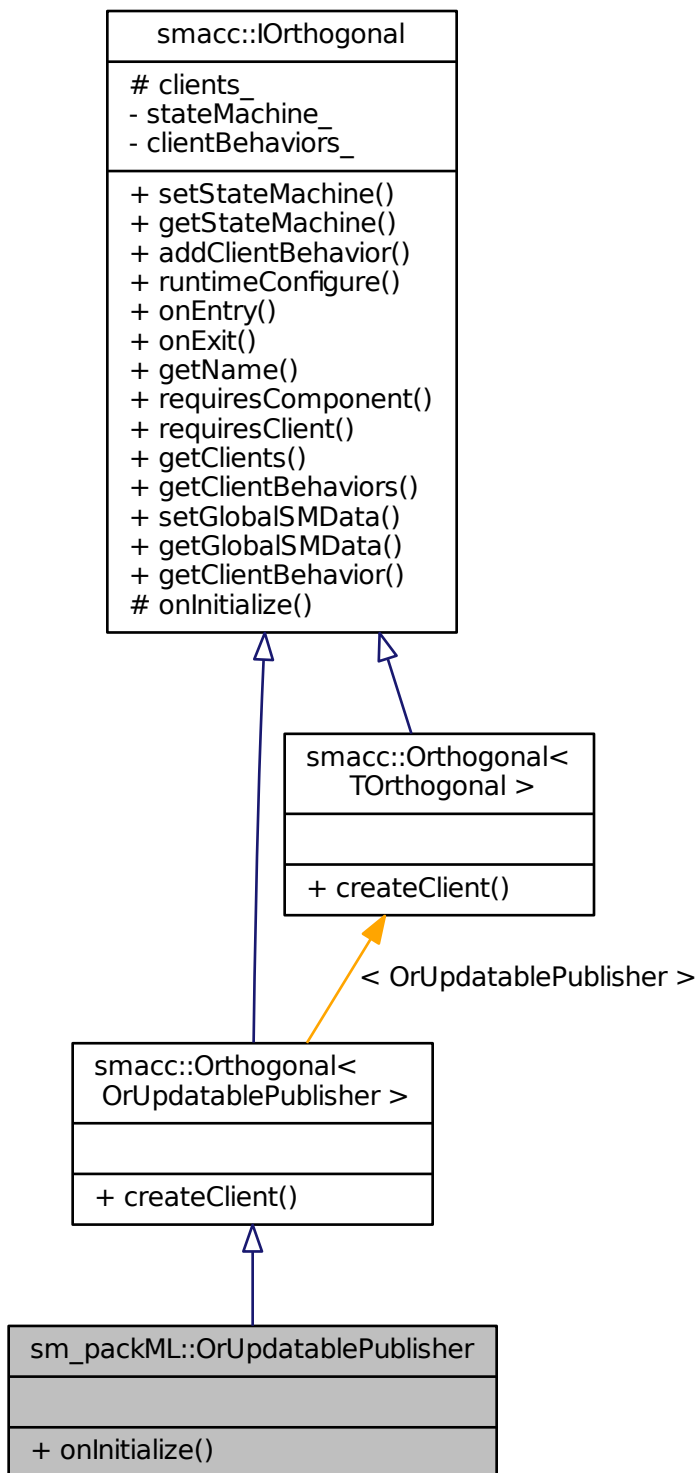 smacc::IOrthogonal
# clients_
- stateMachine_
- clientBehaviors_
+ setStateMachine()
+ getStateMachine()
+ addClientBehavior()
+ runtimeConfigure()
+ onEntry()
+ onExit()
+ getName()
+ requiresComponent()
+ requiresClient()
+ getClients()
+ getClientBehaviors()
+ setGlobalSMData()
+ getGlobalSMData()
+ getClientBehavior()
# onInitialize()
smacc::Orthogonal<
TOrthogonal >
+ createClient()
< OrUpdatablePublisher >
smacc::Orthogonal<
OrUpdatablePublisher >
+ createClient()
sm_packML::OrUpdatablePublisher
+ onInitialize()